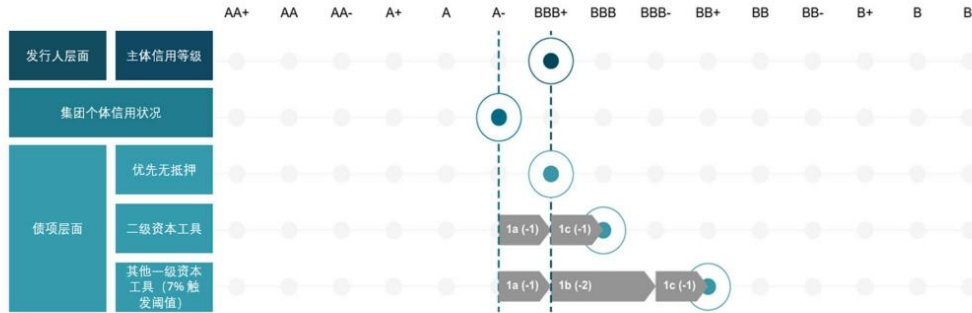 AA+ AA AA- A+ A A- BBB+ BBB BBB- BB+ BB BB- B+ B B
发行人层面 主体信用等级
集团个体信用状况
优先无抵押
债项层面 二级资本工具 1a (-1) 1c (-1)
其他一级资本
工具（7% 触
发阈值） 1a (-1) 1b (-2) 1c (-1)